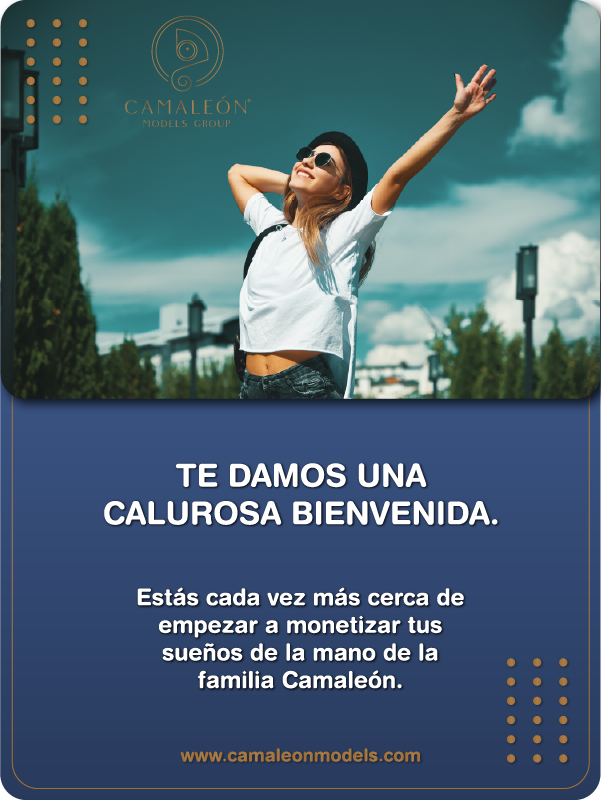 CAMALEÓN
MODELS GROUP
TE DAMOS UNA
CALUROSA BIENVENIDA.
Estás cada vez más cerca de
empezar a monetizar tus
sueños de la mano de la
familia Camaleón.
www.camaleonmodels.com